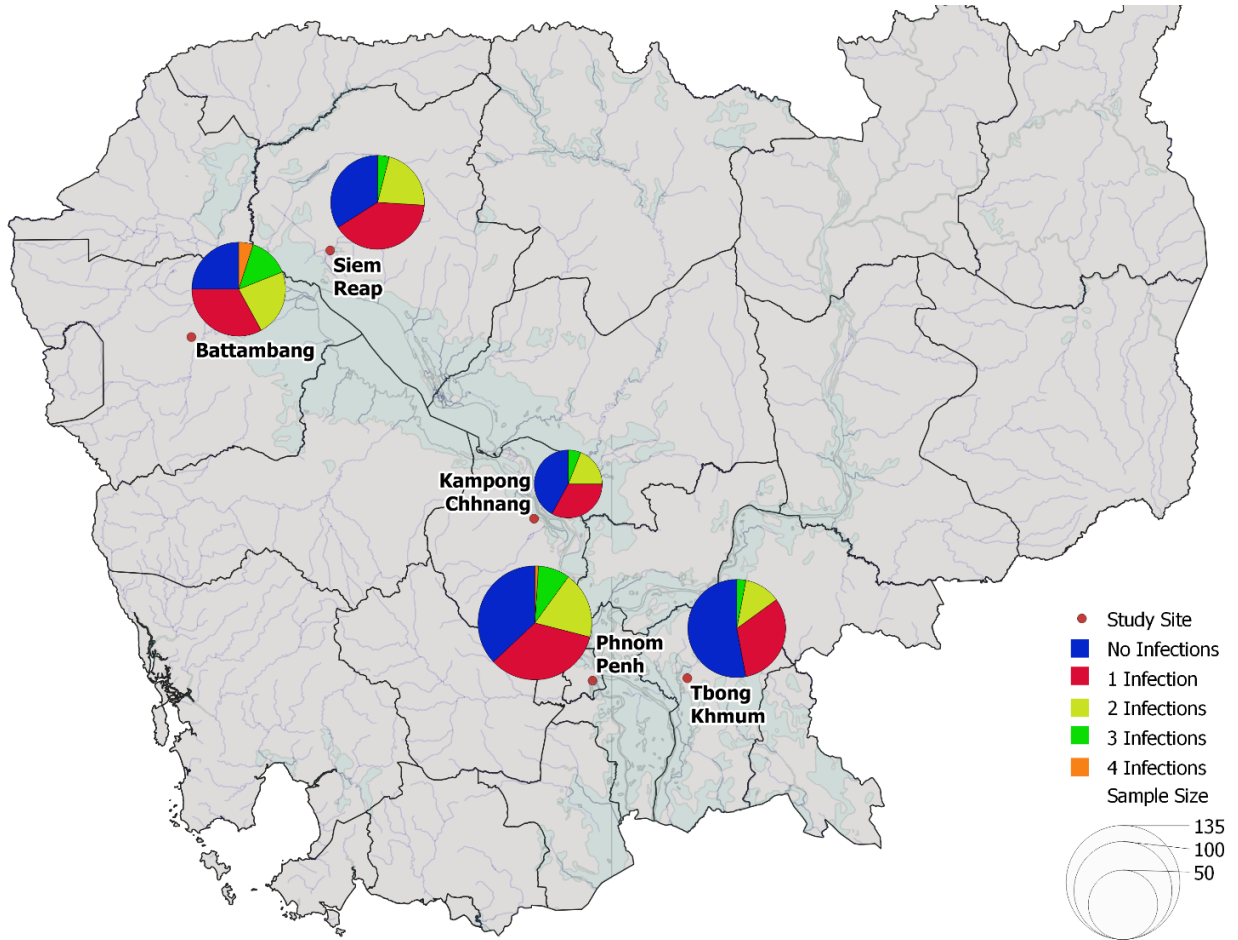 Siem
Reap
Battambang
Kampong
Chhnang
Phnom
Penh
Tbong
Khmum
Study Site
No Infections
1 Infection
2 Infections
3 Infections
4 Infections
Sample Size
135
100
50